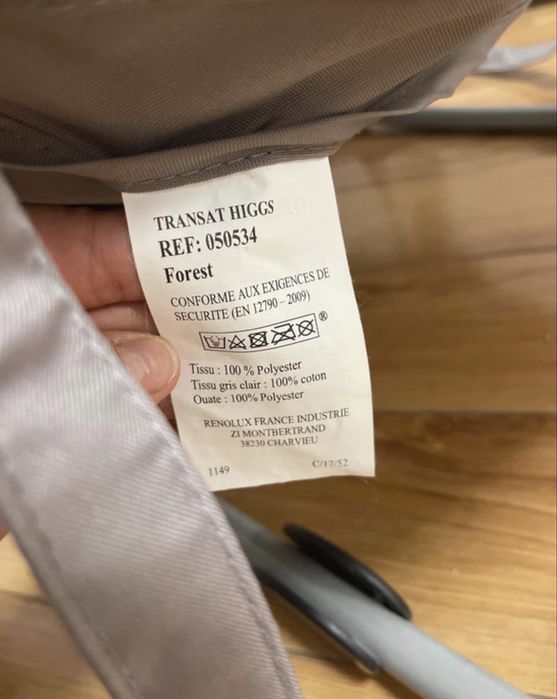 TRANSAT HIGGS
REF: 050534
Forest
CONFORME AUX EXIGENCES DE
SECURITE (EN 12790 – 2009)
®
Tissu : 100 % Polyester
Tissu gris clair : 100% coton
Ouate : 100% Polyester
RENOLUX FRANCE INDUSTRIE
ZI MONTBERTRAND
38230 CHARVIEU
1149 C/17/52